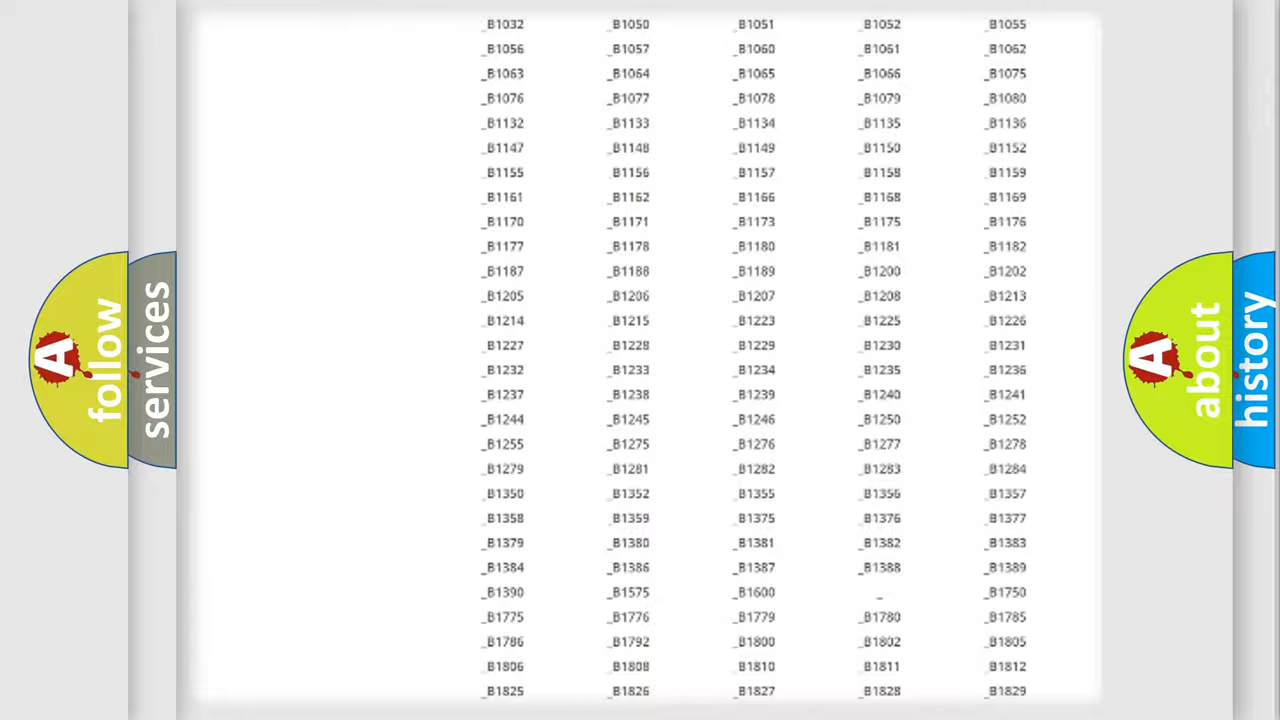 _B1032 _B1050 _B1051 _B1052 _B1055
_B1056 _B1057 _B1060 _B1061 _B1062
_B1063 _B1064 _B1065 _B1066 _B1075
_B1076 _B1077 _B1078 _B1079 _B1080
_B1132 _B1133 _B1134 _B1135 _B1136
_B1147 _B1148 _B1149 _B1150 _B1152
_B1155 _B1156 _B1157 _B1158 _B1159
_B1161 _B1162 _B1166 _B1168 _B1169
_B1170 _B1171 _B1173 _B1175 _B1176
_B1177 _B1178 _B1180 _B1181 _B1182
_B1187 _B1188 _B1189 _B1200 _B1202
_B1205 _B1206 _B1207 _B1208 _B1213
_B1214 _B1215 _B1223 _B1225 _B1226
_B1227 _B1228 _B1229 _B1230 _B1231
_B1232 _B1233 _B1234 _B1235 _B1236
_B1237 _B1238 _B1239 _B1240 _B1241
_B1244 _B1245 _B1246 _B1250 _B1252
_B1255 _B1275 _B1276 _B1277 _B1278
_B1279 _B1281 _B1282 _B1283 _B1284
_B1350 _B1352 _B1355 _B1356 _B1357
_B1358 _B1359 _B1375 _B1376 _B1377
_B1379 _B1380 _B1381 _B1382 _B1383
_B1384 _B1386 _B1387 _B1388 _B1389
_B1390 _B1575 _B1600 _ _B1750
_B1775 _B1776 _B1779 _B1780 _B1785
_B1786 _B1792 _B1800 _B1802 _B1805
_B1806 _B1808 _B1810 _B1811 _B1812
_B1825 _B1826 _B1827 _B1828 _B1829
A
follow
services
A
about
history